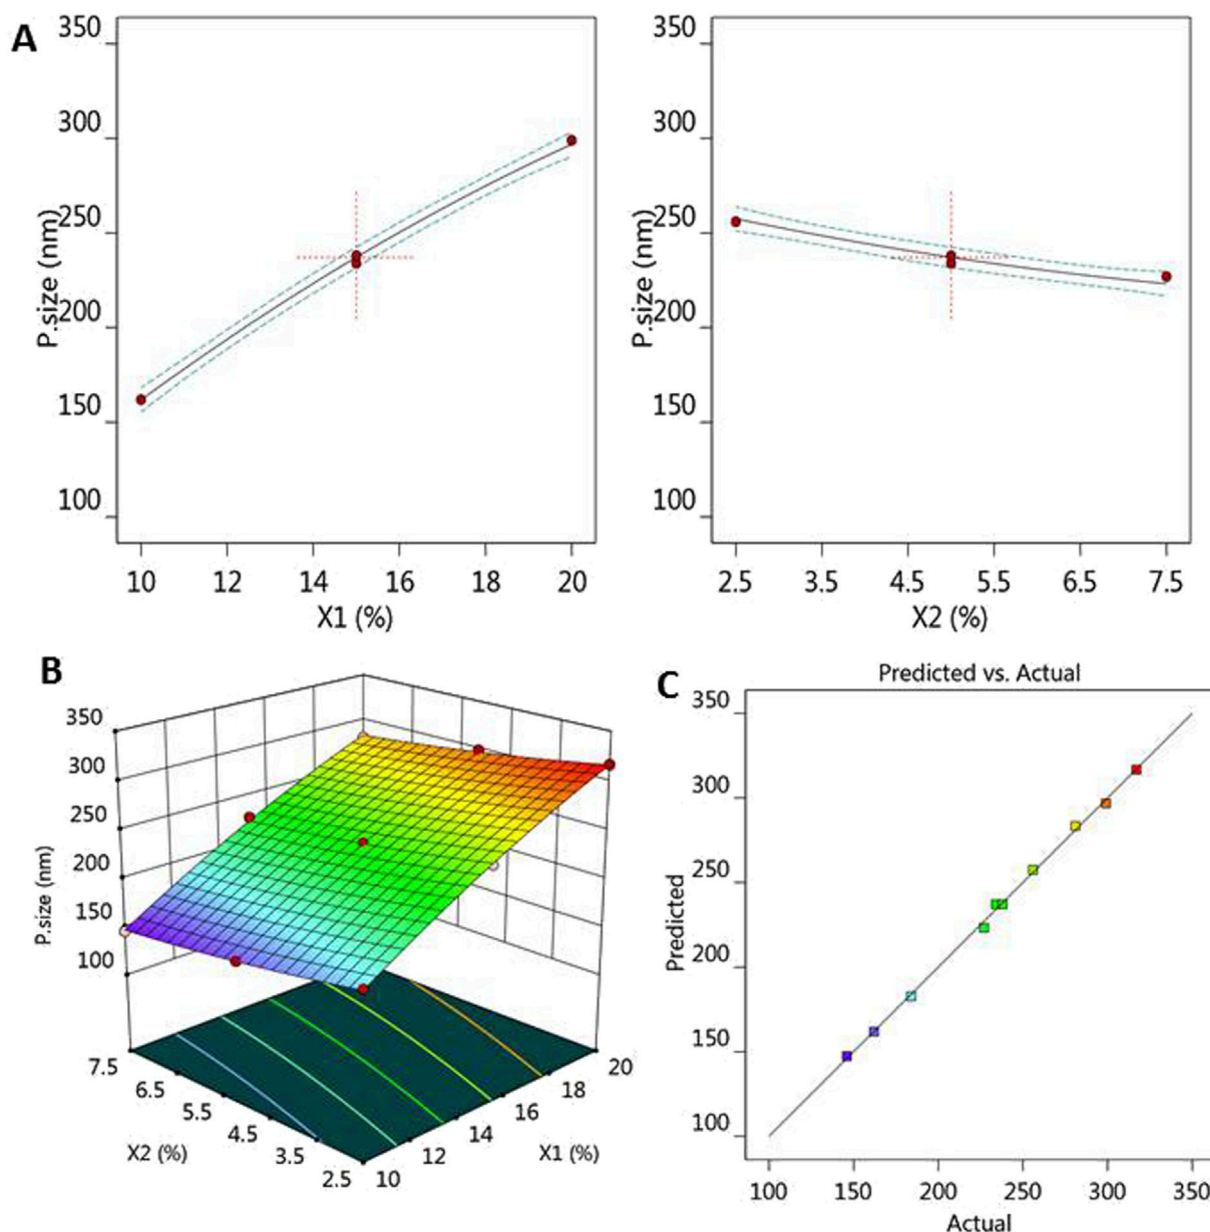 A
350
300
250
200
150
100
P.size (nm)
10 12 14 16 18 20
X1 (%)
350
300
250
200
150
100
P.size (nm)
2.5 3.5 4.5 5.5 6.5 7.5
X2 (%)
B
350
300
250
200
150
100
P.size (nm)
7.5
6.5
5.5
4.5
3.5
2.5
X2 (%)
10
12
14
16
18
20
X1 (%)
C
Predicted vs. Actual
350
300
250
200
150
100
Predicted
100 150 200 250 300 350
Actual